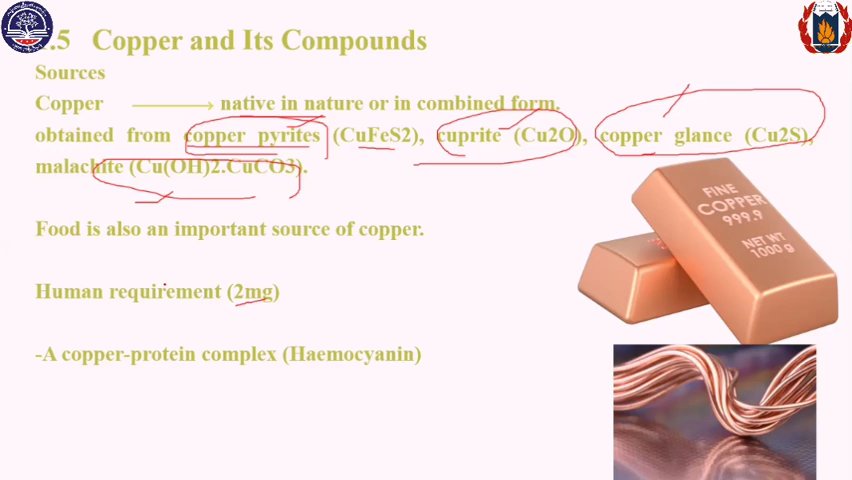 .5 Copper and Its Compounds
Sources
Copper ⟶ native in nature or in combined form.
obtained from copper pyrites (CuFeS2), cuprite (Cu2O), copper glance (Cu2S),
malachite (Cu(OH)2.CuCO3).
Food is also an important source of copper.
Human requirement (2mg)
-A copper-protein complex (Haemocyanin)
FINE
COPPER
999.9
NET WT
1000 g